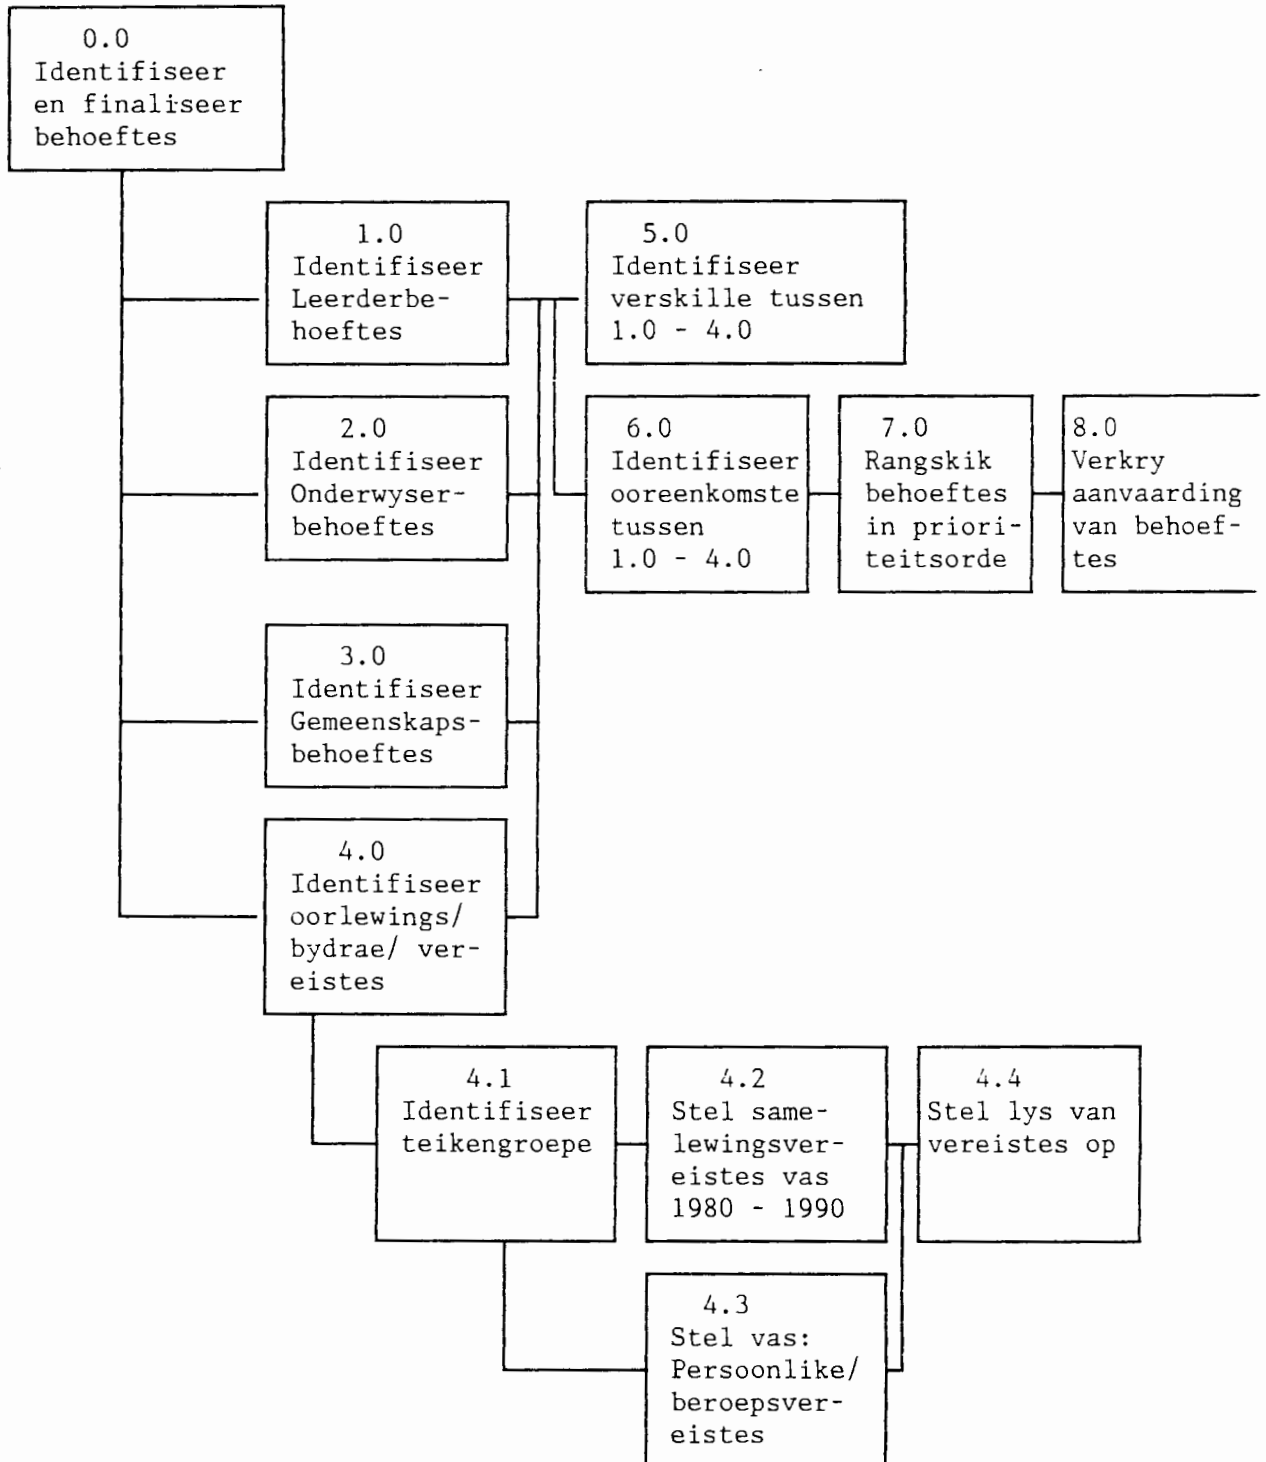 0.0
Identifiseer
en finaliseer
behoeftes
1.0
Identifiseer
Leerderbe-
hoeftes
5.0
Identifiseer
verskille tussen
1.0 - 4.0
2.0
Identifiseer
Onderwyser-
behoeftes
6.0
Identifiseer
ooreenkomste
tussen
1.0 - 4.0
7.0
Rangskik
behoeftes
in priori-
teitsorde
8.0
Verkry
aanvaarding
van behoef-
tes
3.0
Identifiseer
Gemeenskaps-
behoeftes
4.0
Identifiseer
oorlewings/
bydrae/ ver-
eistes
4.1
Identifiseer
teikengroepe
4.2
Stel same-
lewingsver-
eistes vas
1980 - 1990
4.4
Stel lys van
vereistes op
4.3
Stel vas:
Persoonlike/
beroepsver-
eistes